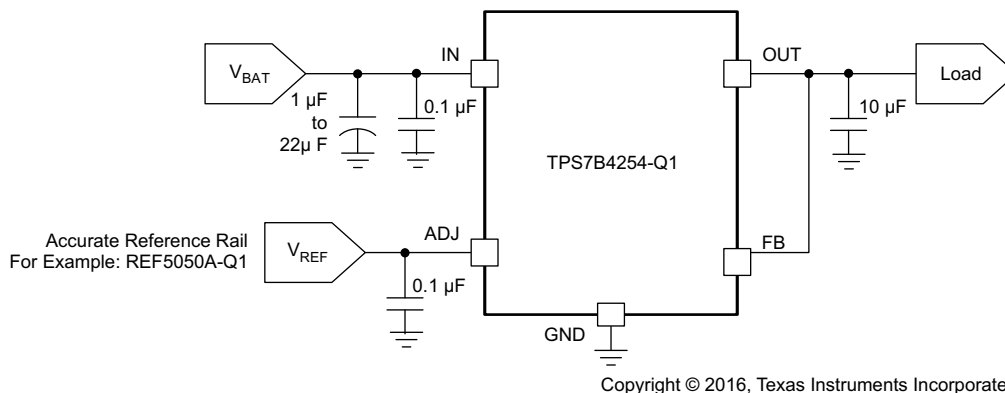 IN
OUT
V_BAT
Load
1 µF
to
22µ F
0.1 µF
10 µF
TPS7B4254-Q1
Accurate Reference Rail
For Example: REF5050A-Q1
V_REF
ADJ
FB
0.1 µF
GND
Copyright © 2016, Texas Instruments Incorporate